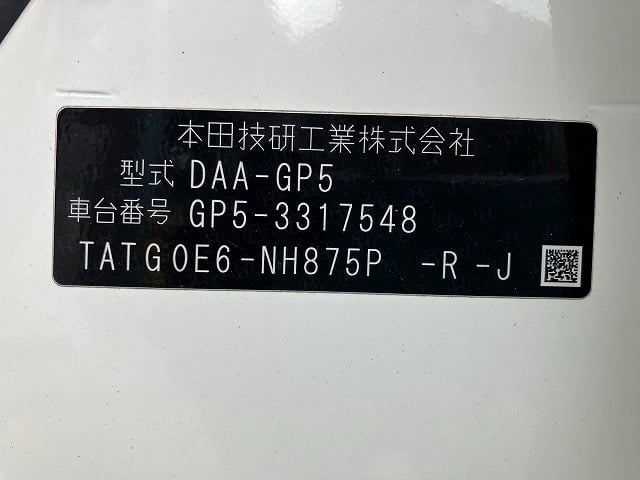 本田技研工業株式会社
型式 DAA-GP5
車台番号 GP5-3317548
TATG0E6-NH875P -R -J